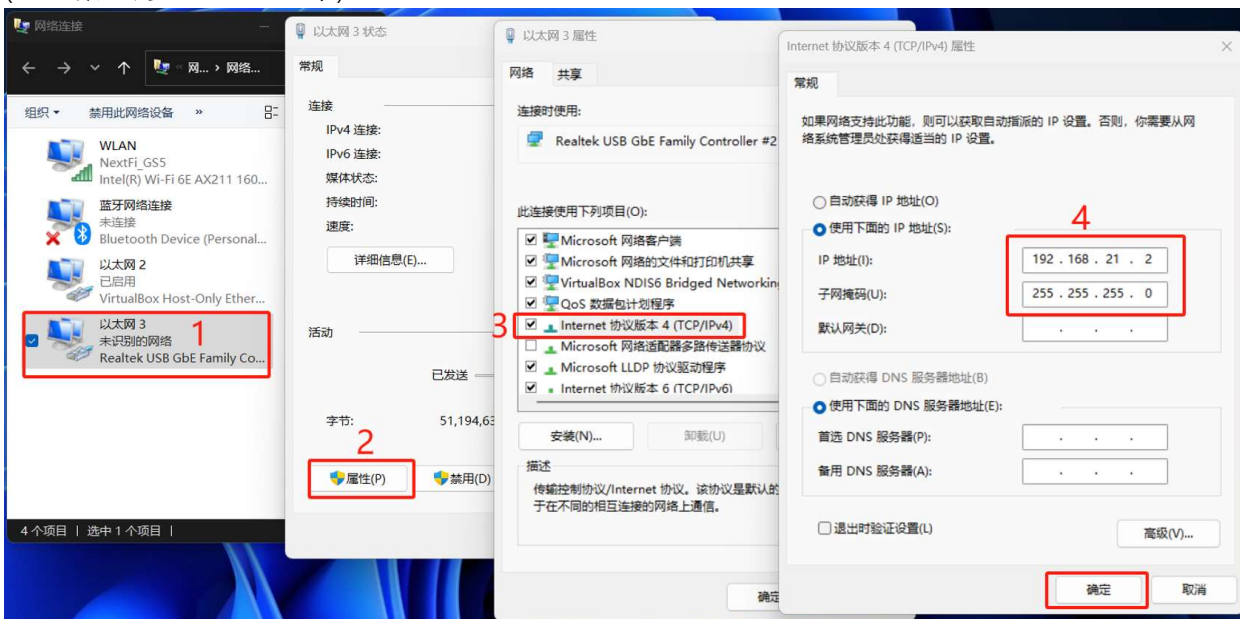 网络连接
网... › 网络...
组织 禁用此网络设备 »
WLAN
NextFi_GS5
Intel(R) Wi-Fi 6E AX211 160...
蓝牙网络连接
未连接
Bluetooth Device (Personal...
以太网 2
已启用
VirtualBox Host-Only Ether...
以太网 3
未识别的网络
Realtek USB GbE Family Co...
1
4 个项目 | 选中 1 个项目 |
以太网 3 状态
常规
连接
IPv4 连接:
IPv6 连接:
媒体状态:
持续时间:
速度:
详细信息(E)...
活动
已发送
字节: 51,194,63
2
属性(P) 禁用(D)
以太网 3 属性
网络 共享
连接时使用:
Realtek USB GbE Family Controller #2
此连接使用下列项目(O):
Microsoft 网络客户端
Microsoft 网络的文件和打印机共享
VirtualBox NDIS6 Bridged Networkin
QoS 数据包计划程序
3 Internet 协议版本 4 (TCP/IPv4)
Microsoft 网络适配器多路传送器协议
Microsoft LLDP 协议驱动程序
Internet 协议版本 6 (TCP/IPv6)
安装(N)... 卸载(U)
描述
传输控制协议/Internet 协议。该协议是默认的
于在不同的相互连接的网络上通信。
确定
Internet 协议版本 4 (TCP/IPv4) 属性
常规
如果网络支持此功能，则可以获取自动指派的 IP 设置。否则，你需要从网
络系统管理员处获得适当的 IP 设置。
自动获得 IP 地址(O)
使用下面的 IP 地址(S):
4
IP 地址(I): 192 . 168 . 21 . 2
子网掩码(U): 255 . 255 . 255 . 0
默认网关(D): . . .
自动获得 DNS 服务器地址(B)
使用下面的 DNS 服务器地址(E):
首选 DNS 服务器(P): . . .
备用 DNS 服务器(A): . . .
退出时验证设置(L)
高级(V)...
确定 取消